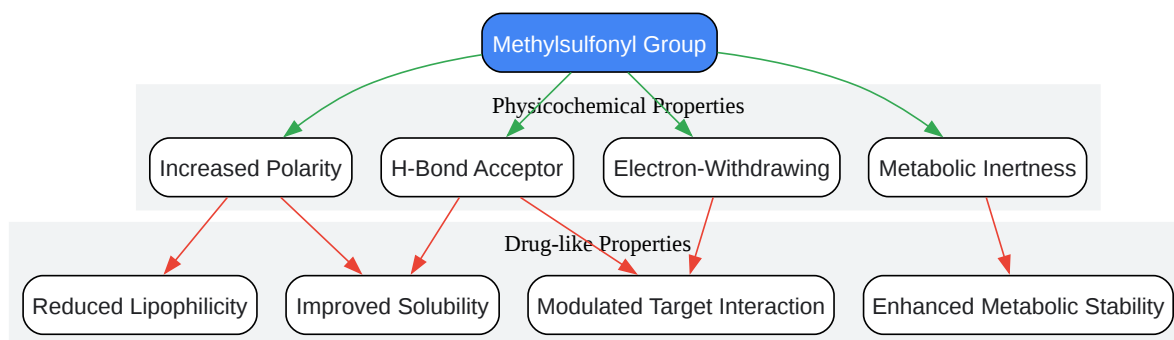 Methylsulfonyl Group
Physicochemical Properties
Increased Polarity
H-Bond Acceptor
Electron-Withdrawing
Metabolic Inertness
Drug-like Properties
Reduced Lipophilicity
Improved Solubility
Modulated Target Interaction
Enhanced Metabolic Stability